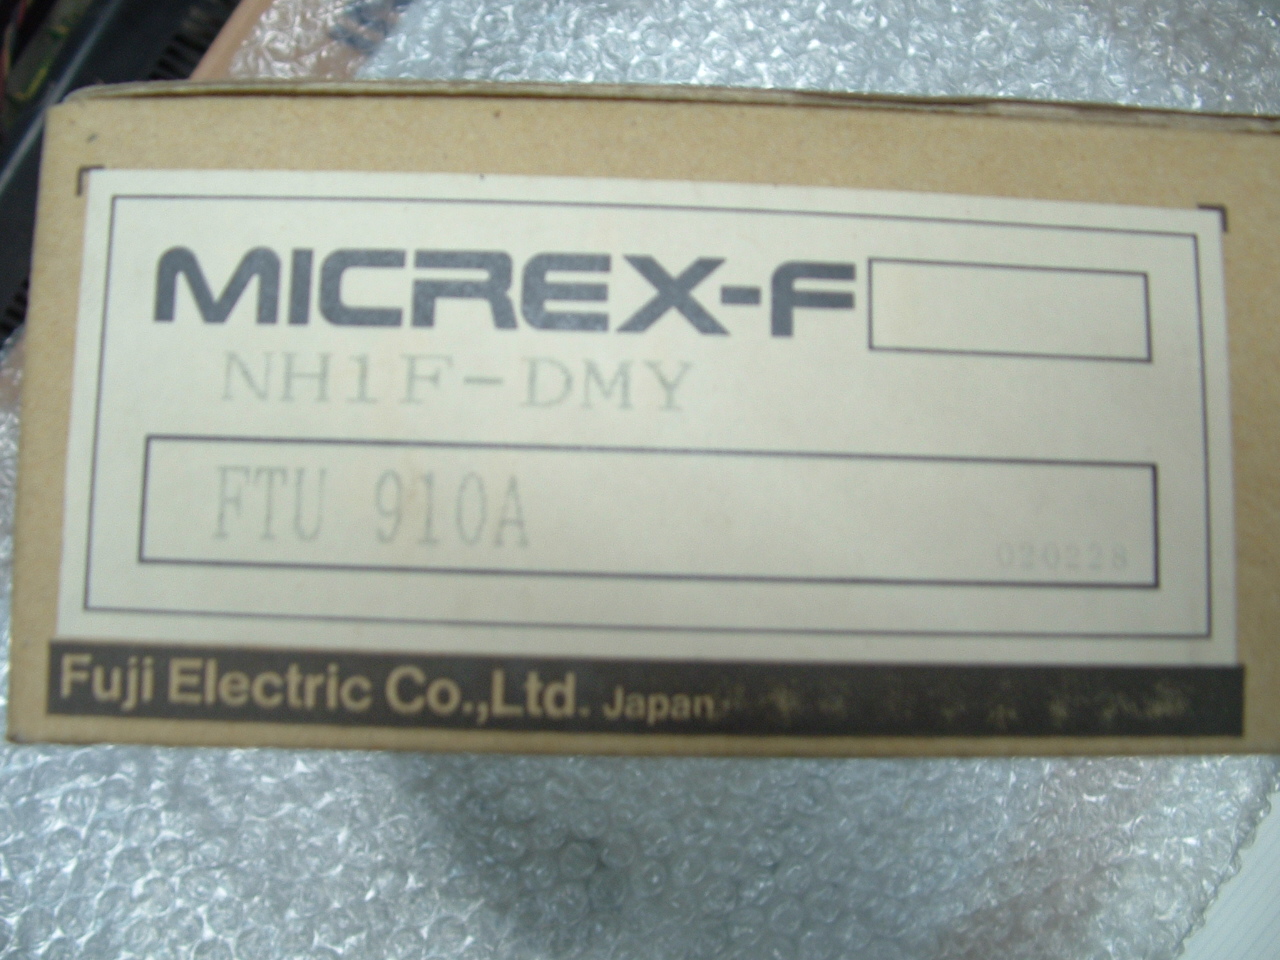 MICREX-F
NH1F-DMY
FTU 910A
020228
Fuji Electric Co.,Ltd. Japan